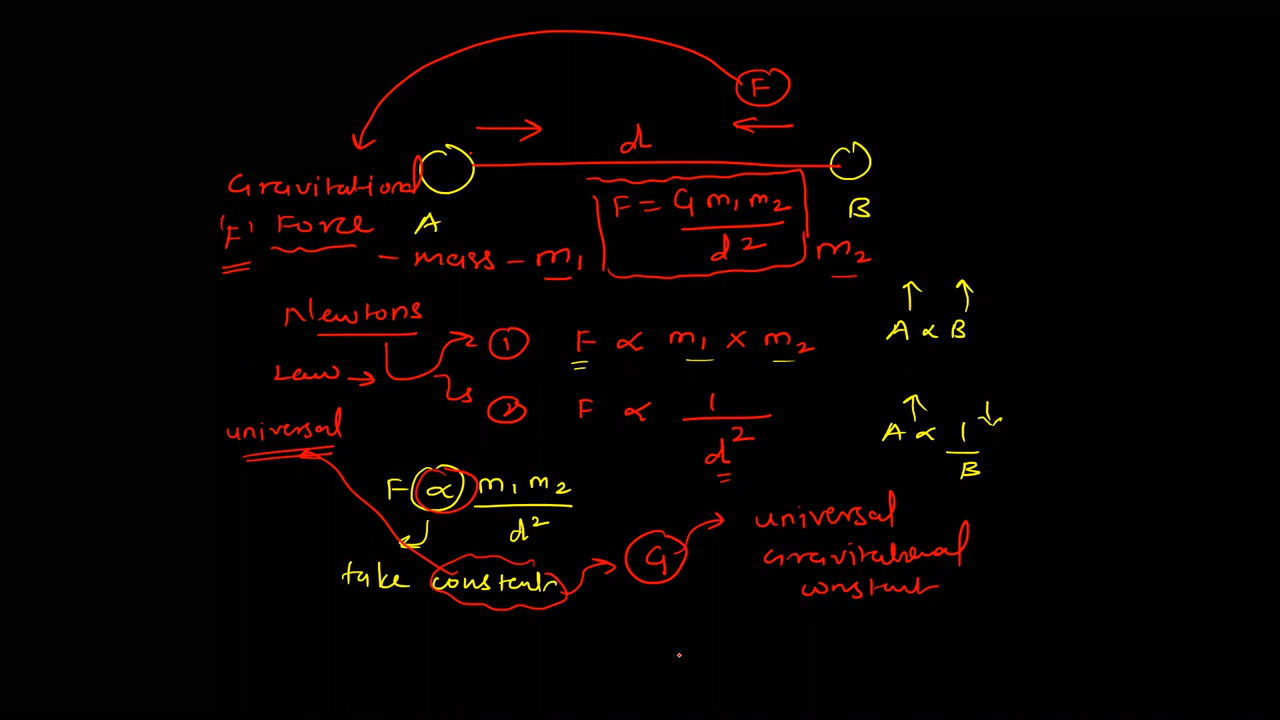 F
d
Gravitational
'F' Force
A
B
F = G m₁ m₂ / d²
- mass - m₁
m₂
Newtons
Law →
universal
① F ∝ m₁ × m₂
② F ∝ 1 / d²
A ∝ B
A ∝ 1 / B
F ∝ m₁ m₂ / d²
take constant
G
universal
gravitational
constant